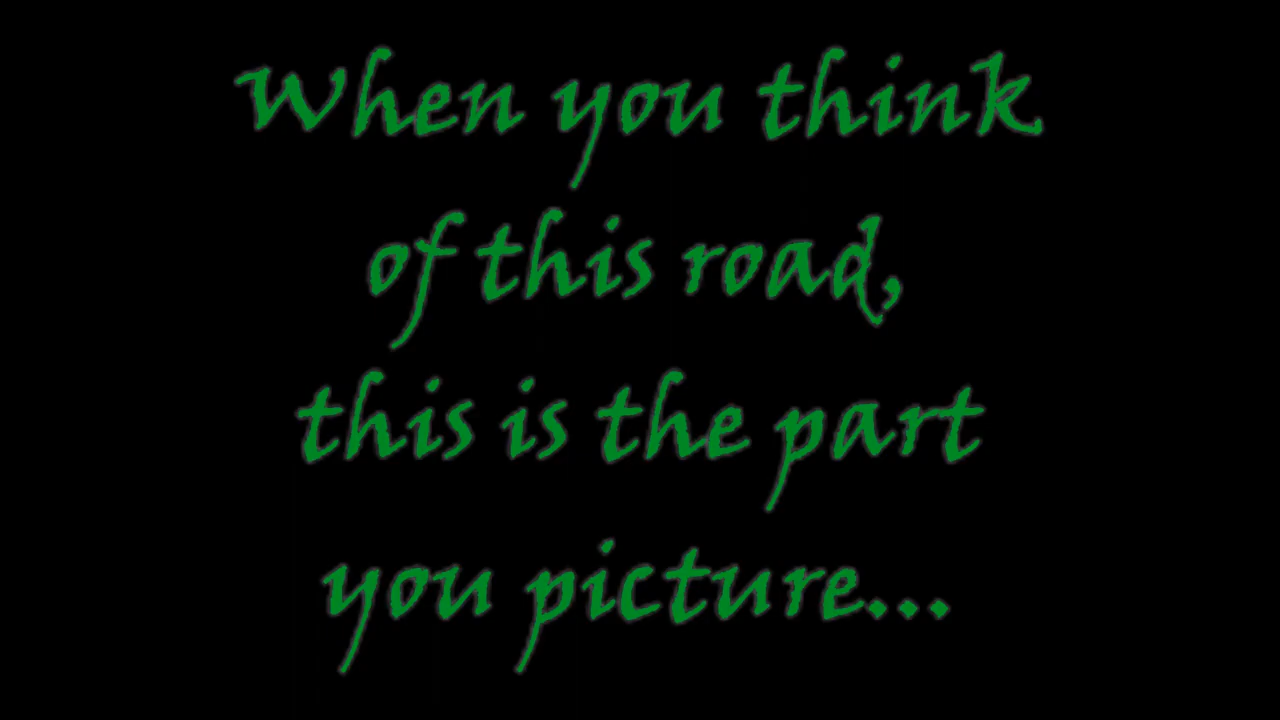 When you think
of this road,
this is the part
you picture...